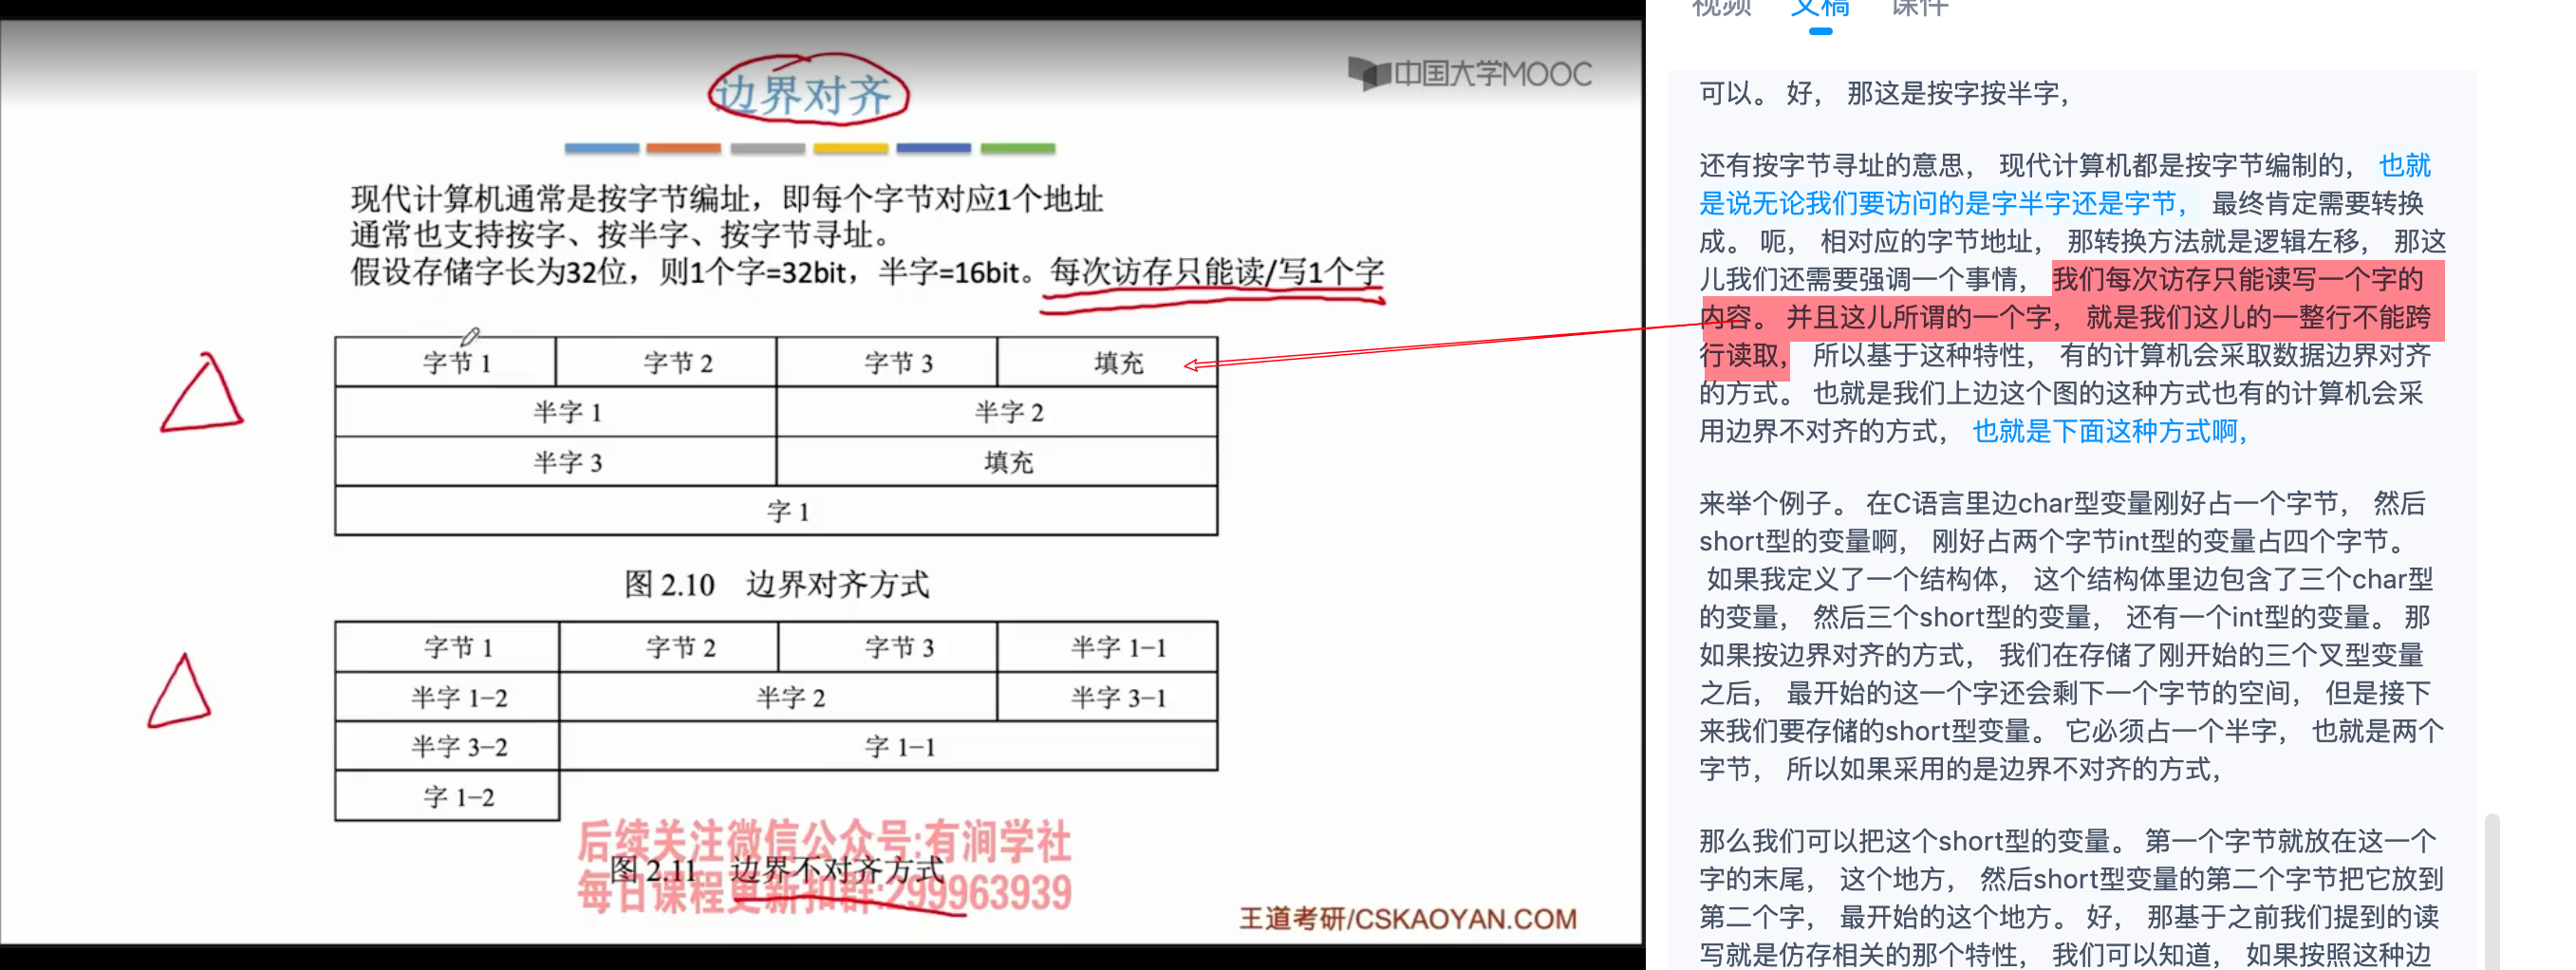 边界对齐
中国大学MOOC
现代计算机通常是按字节编址，即每个字节对应1个地址
通常也支持按字、按半字、按字节寻址。
假设存储字长为32位，则1个字=32bit，半字=16bit。每次访存只能读/写1个字
字节 1 字节 2 字节 3 填充
半字 1 半字 2
半字 3 填充
字 1
图 2.10 边界对齐方式
字节 1 字节 2 字节 3 半字 1-1
半字 1-2 半字 2 半字 3-1
半字 3-2 字 1-1
字 1-2
后续关注微信公众号:有涧学社
图 2.11 边界不对齐方式
每日课程更新扣群:299963939
王道考研/CSKAOYAN.COM
视频 文稿 课件
可以。 好， 那这是按字按半字，
还有按字节寻址的意思， 现代计算机都是按字节编制的， 也就
是说无论我们要访问的是字半字还是字节， 最终肯定需要转换
成。 呃， 相对应的字节地址， 那转换方法就是逻辑左移， 那这
儿我们还需要强调一个事情， 我们每次访存只能读写一个字的
内容。 并且这儿所谓的一个字， 就是我们这儿的一整行不能跨
行读取， 所以基于这种特性， 有的计算机会采取数据边界对齐
的方式。 也就是我们上边这个图的这种方式也有的计算机会采
用边界不对齐的方式， 也就是下面这种方式啊，
来举个例子。 在C语言里边char型变量刚好占一个字节， 然后
short型的变量啊， 刚好占两个字节int型的变量占四个字节。
如果我定义了一个结构体， 这个结构体里边包含了三个char型
的变量， 然后三个short型的变量， 还有一个int型的变量。 那
如果按边界对齐的方式， 我们在存储了刚开始的三个叉型变量
之后， 最开始的这一个字还会剩下一个字节的空间， 但是接下
来我们要存储的short型变量。 它必须占一个半字， 也就是两个
字节， 所以如果采用的是边界不对齐的方式，
那么我们可以把这个short型的变量。 第一个字节就放在这一个
字的末尾， 这个地方， 然后short型变量的第二个字节把它放到
第二个字， 最开始的这个地方。 好， 那基于之前我们提到的读
写就是仿存相关的那个特性， 我们可以知道， 如果按照这种边